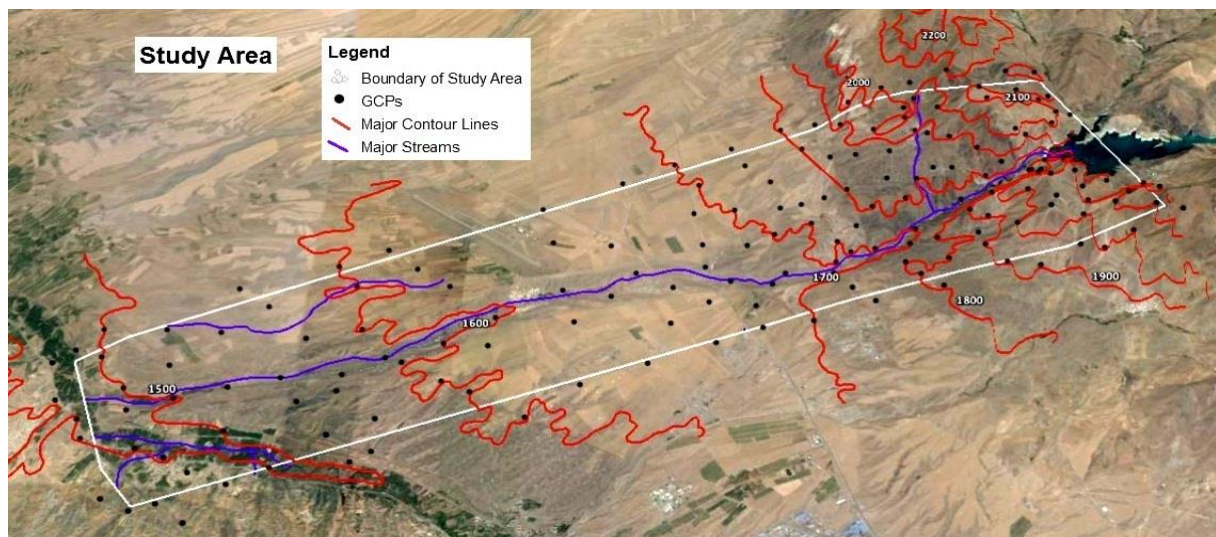 Study Area
Legend
Boundary of Study Area
GCPs
Major Contour Lines
Major Streams
2200
2000
2100
1700
1900
1800
1600
1500